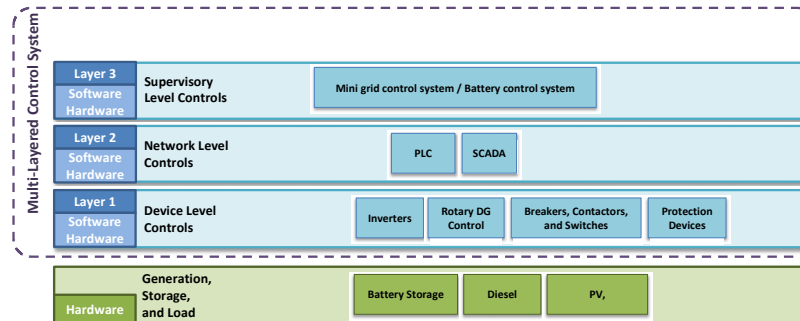 Multi-Layered Control System
Layer 3
Software
Hardware
Supervisory
Level Controls
Mini grid control system / Battery control system
Layer 2
Software
Hardware
Network Level
Controls
PLC
SCADA
Layer 1
Software
Hardware
Device Level
Controls
Inverters
Rotary DG
Control
Breakers, Contactors,
and Switches
Protection
Devices
Hardware
Generation,
Storage,
and Load
Battery Storage
Diesel
PV,